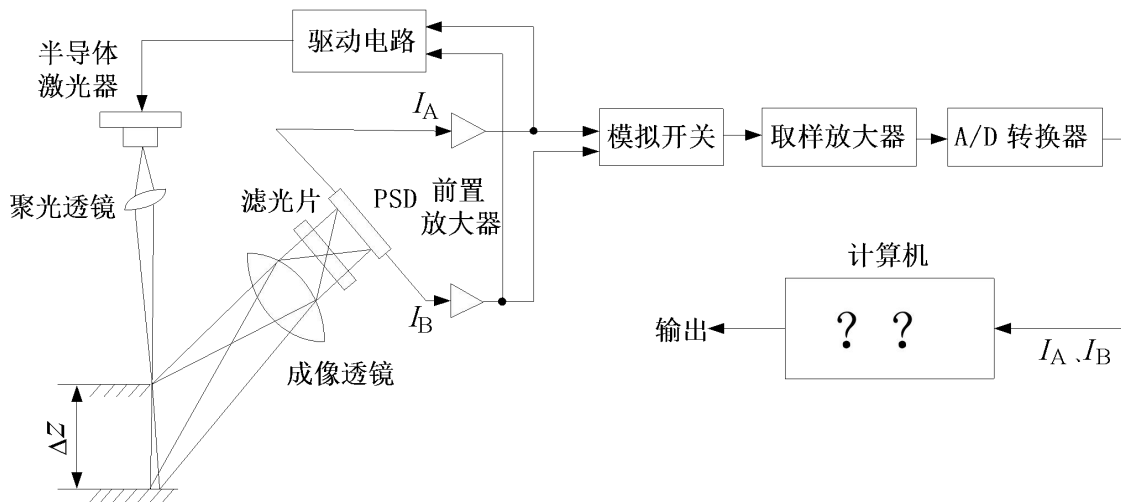 驱动电路
半导体
激光器
I_A
模拟开关
取样放大器
A/D 转换器
聚光透镜
滤光片
PSD
前置
放大器
计算机
? ?
I_B
输出
I_A、I_B
成像透镜
ΔZ